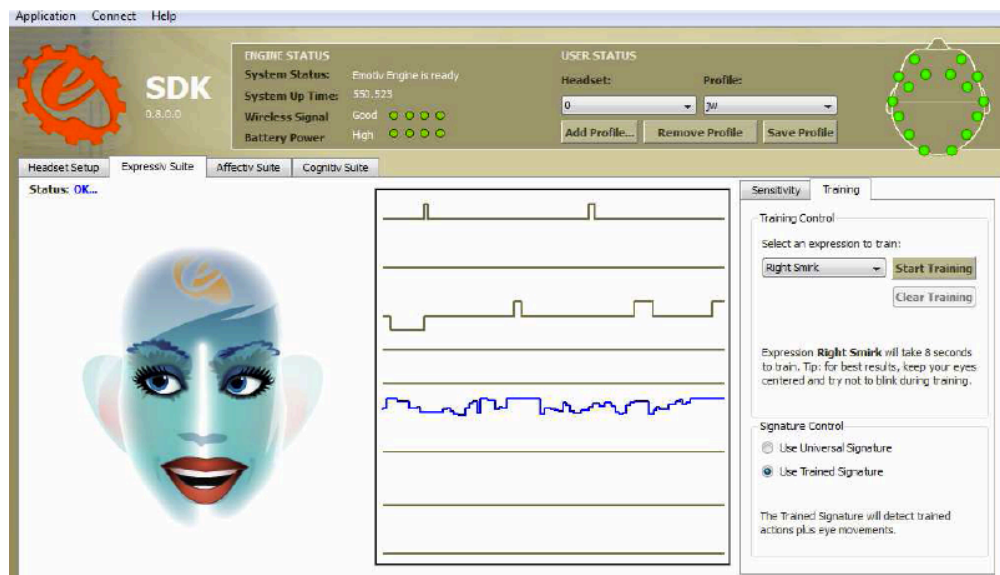 Application Connect Help
SDK
0.8.0.0
ENGINE STATUS
System Status: Emotiv Engine is ready
System Up Time: 550.523
Wireless Signal Good
Battery Power High
USER STATUS
Headset: Profile:
0 jw
Add Profile... Remove Profile Save Profile
Headset Setup Expressiv Suite Affectiv Suite Cognitiv Suite
Status: OK...
Sensitivity Training
Training Control
Select an expression to train:
Right Smirk Start Training
Clear Training
Expression Right Smirk will take 8 seconds
to train. Tip: for best results, keep your eyes
centered and try not to blink during training.
Signature Control
Use Universal Signature
Use Trained Signature
The Trained Signature will detect trained
actions plus eye movements.